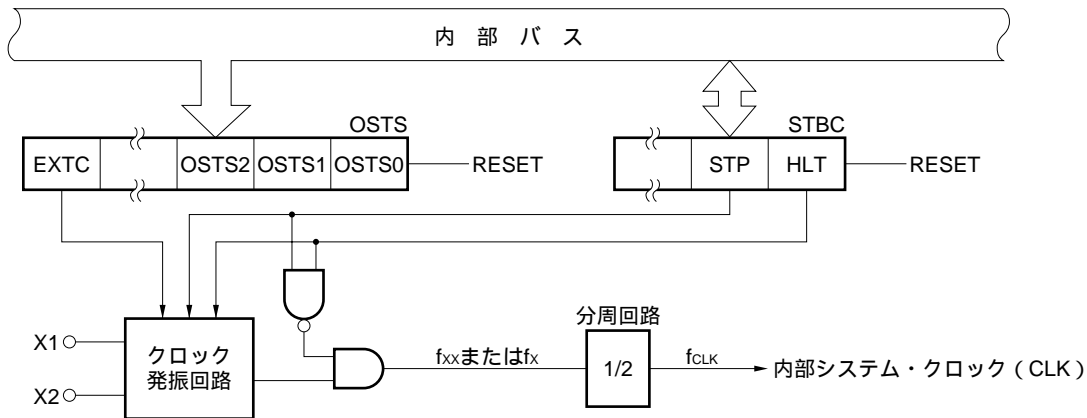 内 部 バ ス
OSTS
STBC
EXTC
OSTS2
OSTS1
OSTS0
RESET
STP
HLT
RESET
X1
X2
クロック
発振回路
fXXまたはfX
分周回路
1/2
fCLK
内部システム・クロック（CLK）